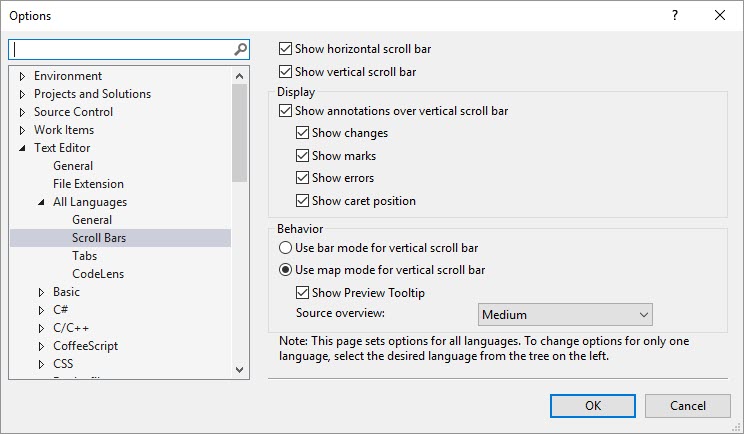 Options
?
Environment
Projects and Solutions
Source Control
Work Items
Text Editor
General
File Extension
All Languages
General
Scroll Bars
Tabs
CodeLens
Basic
C#
C/C++
CoffeeScript
CSS
Show horizontal scroll bar
Show vertical scroll bar
Display
Show annotations over vertical scroll bar
Show changes
Show marks
Show errors
Show caret position
Behavior
Use bar mode for vertical scroll bar
Use map mode for vertical scroll bar
Show Preview Tooltip
Source overview: Medium
Note: This page sets options for all languages. To change options for only one
language, select the desired language from the tree on the left.
OK Cancel